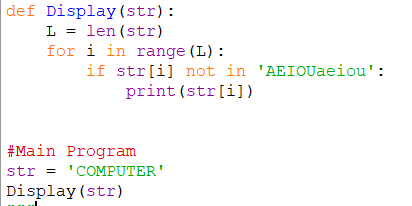 def Display(str):
    L = len(str)
    for i in range(L):
        if str[i] not in 'AEIOUaeiou':
            print(str[i])
#Main Program
str = 'COMPUTER'
Display(str)